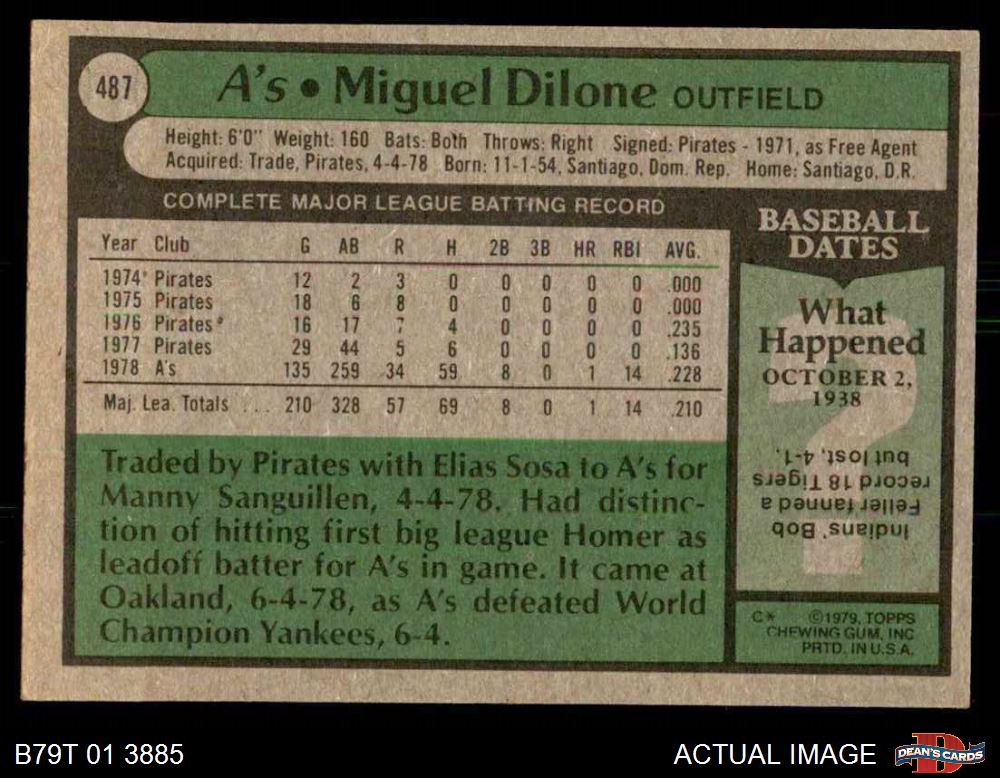 487
A's • Miguel Dilone OUTFIELD
Height: 6'0" Weight: 160 Bats: Both Throws: Right Signed: Pirates - 1971, as Free Agent
Acquired: Trade, Pirates, 4-4-78 Born: 11-1-54, Santiago, Dom. Rep. Home: Santiago, D.R.
COMPLETE MAJOR LEAGUE BATTING RECORD
Year Club G AB R H 2B 3B HR RBI AVG.
1974* Pirates 12 2 3 0 0 0 0 0 .000
1975 Pirates 18 6 8 0 0 0 0 0 .000
1976 Pirates* 16 17 7 4 0 0 0 0 .235
1977 Pirates 29 44 5 6 0 0 0 0 .136
1978 A's 135 259 34 59 8 0 1 14 .228
Maj. Lea. Totals ... 210 328 57 69 8 0 1 14 .210
Traded by Pirates with Elias Sosa to A's for
Manny Sanguillen, 4-4-78. Had distinc-
tion of hitting first big league Homer as
leadoff batter for A's in game. It came at
Oakland, 6-4-78, as A's defeated World
Champion Yankees, 6-4.
BASEBALL
DATES
What
Happened
OCTOBER 2,
1938
Indians' Bob
Feller fanned a
record 18 Tigers
but lost, 4-1.
C* ©1979, TOPPS
CHEWING GUM, INC
PRTD. IN U.S.A.
B79T 01 3885
ACTUAL IMAGE
DEAN'S CARDS